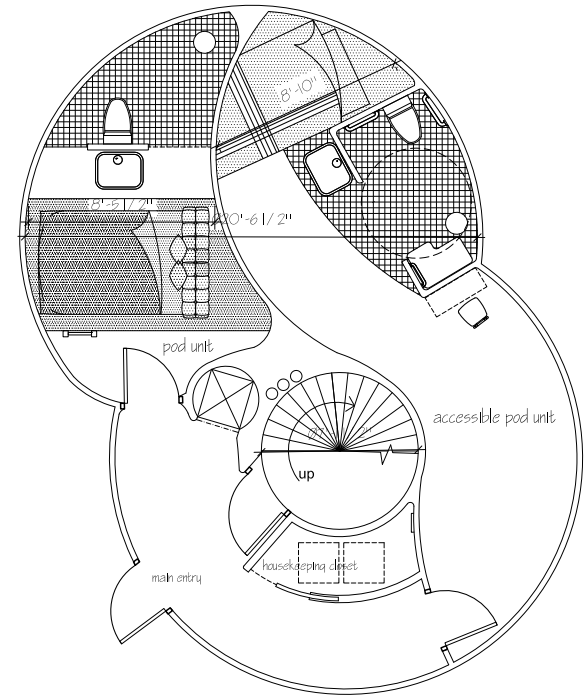 8'-10"
8'-5 1/2"
20'-6 1/2"
pod unit
accessible pod unit
up
housekeeping closet
main entry